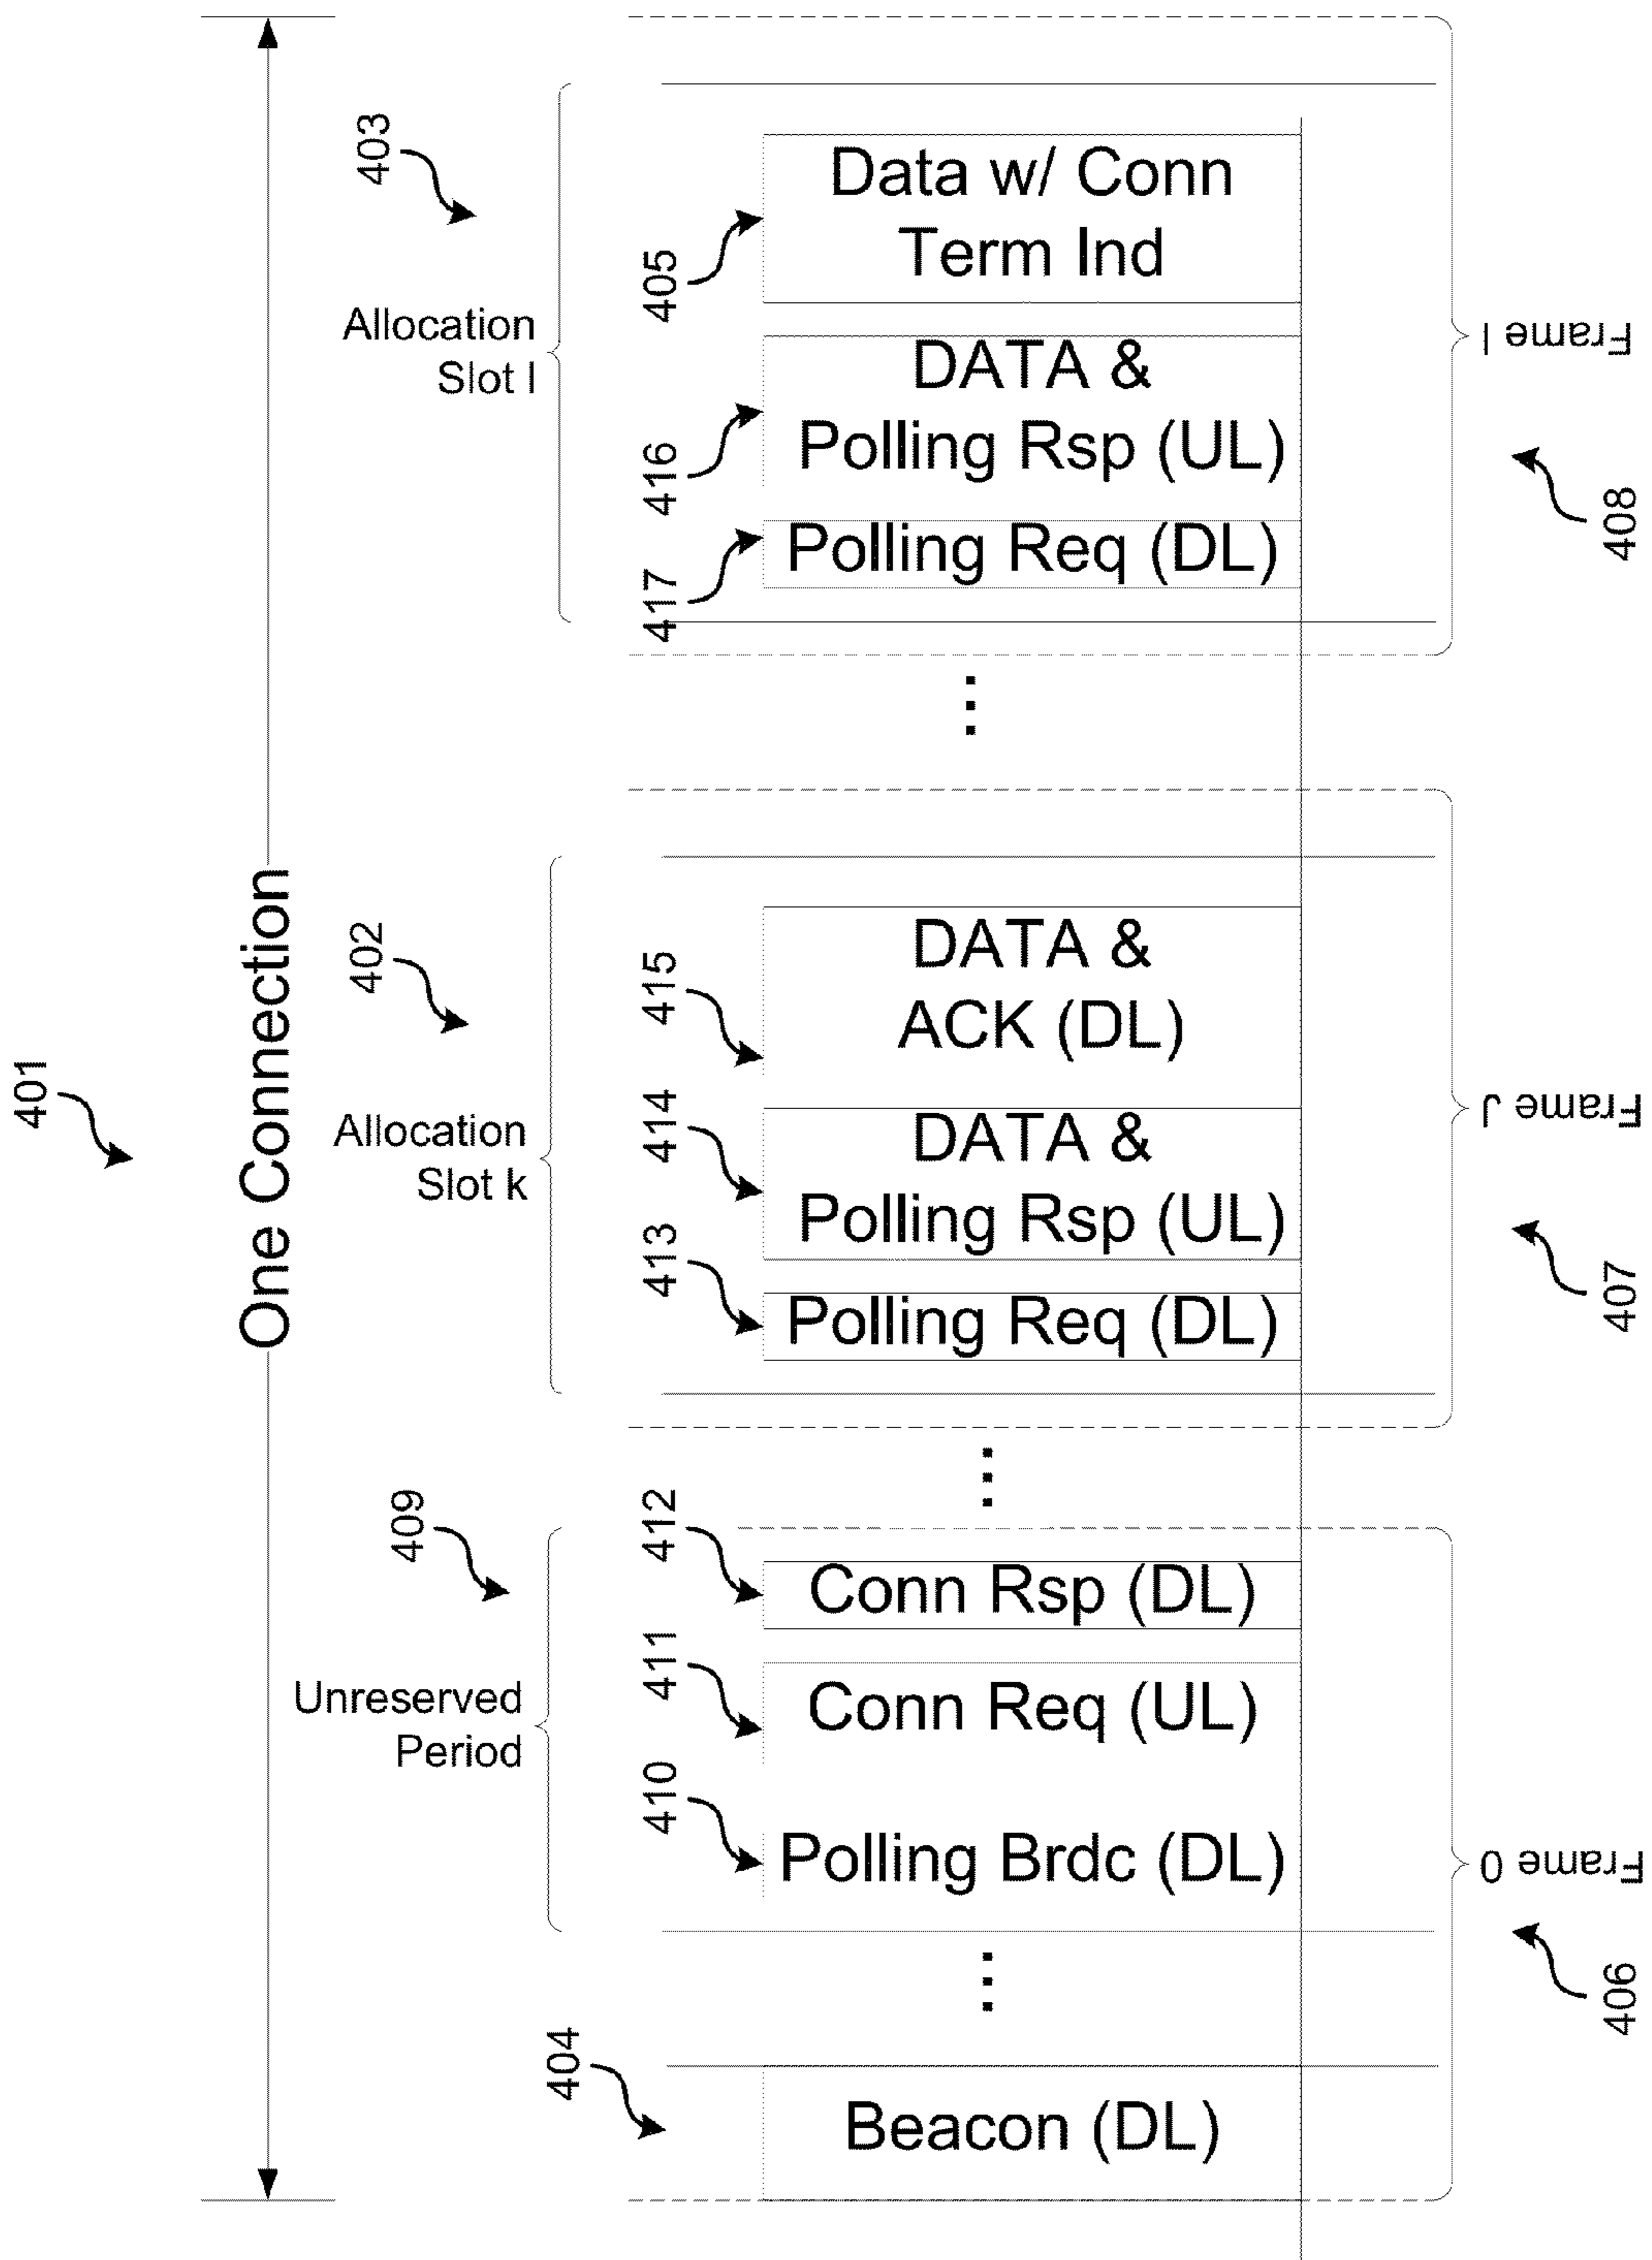 403
Data w/ Conn
Term Ind
405
Allocation
Slot l
DATA &
Polling Rsp (UL)
416
Frame l
408
Polling Req (DL)
417
...
One Connection
401
402
DATA &
ACK (DL)
415
Allocation
Slot k
DATA &
Polling Rsp (UL)
414
Frame J
407
Polling Req (DL)
413
...
409
412
Conn Rsp (DL)
411
Conn Req (UL)
Unreserved
Period
410
Polling Brdc (DL)
Frame 0
406
...
404
Beacon (DL)